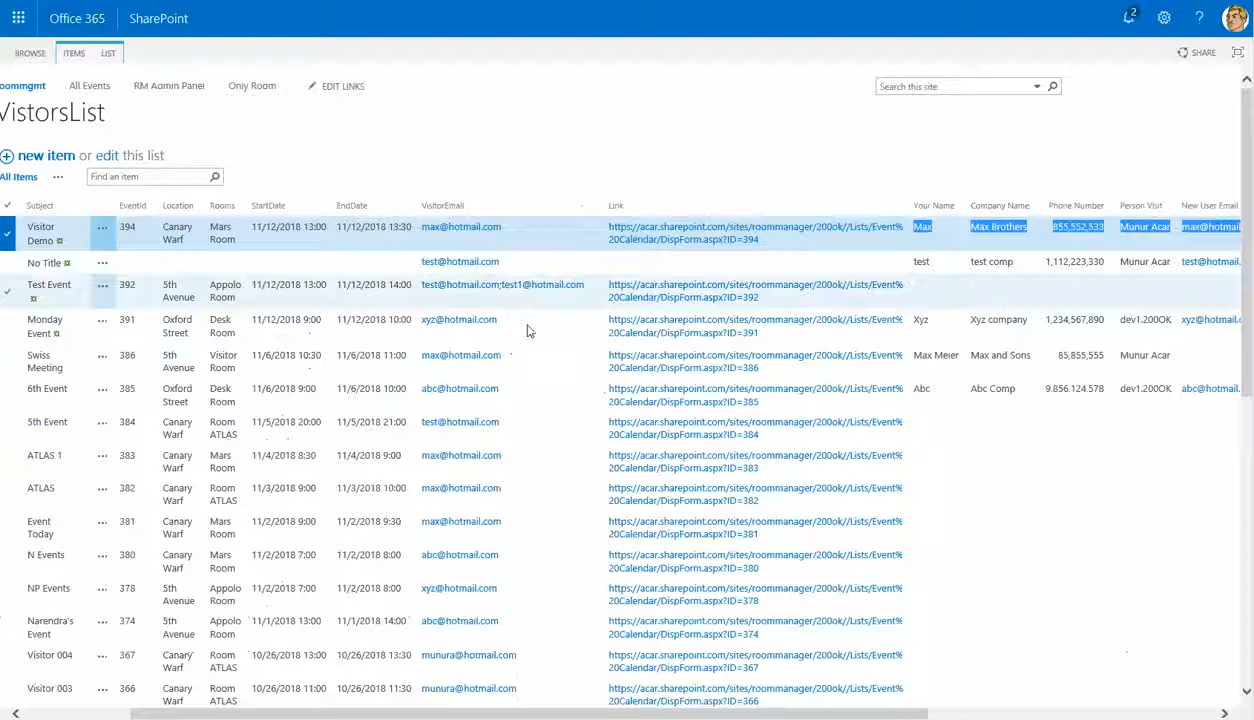 Office 365 SharePoint 2 ?
BROWSE ITEMS LIST SHARE
oommgmt All Events RM Admin Panel Only Room EDIT LINKS Search this site
VistorsList
new item or edit this list
All Items ... Find an item
Subject EventId Location Rooms StartDate EndDate VisitorEmail Link Your Name Company Name Phone Number Person Visit New User Email
Visitor ... 394 Canary Mars 11/12/2018 13:00 11/12/2018 13:30 max@hotmail.com https://acar.sharepoint.com/sites/roommanager/200ok//Lists/Event% Max Max Brothers 855,552,533 Munur Acar max@hotmail
Demo Warf Room 20Calendar/DispForm.aspx?ID=394
No Title ... test@hotmail.com test test comp 1,112,223,330 Munur Acar test@hotmail.
Test Event ... 392 5th Appolo 11/12/2018 13:00 11/12/2018 14:00 test@hotmail.com;test1@hotmail.com https://acar.sharepoint.com/sites/roommanager/200ok//Lists/Event%
Avenue Room 20Calendar/DispForm.aspx?ID=392
Monday ... 391 Oxford Desk 11/12/2018 9:00 11/12/2018 10:00 xyz@hotmail.com https://acar.sharepoint.com/sites/roommanager/200ok//Lists/Event% Xyz Xyz company 1,234,567,890 dev1.200OK xyz@hotmail.c
Event Street Room 20Calendar/DispForm.aspx?ID=391
Swiss ... 386 5th Visitor 11/6/2018 10:30 11/6/2018 11:00 max@hotmail.com https://acar.sharepoint.com/sites/roommanager/200ok//Lists/Event% Max Meier Max and Sons 85,855,555 Munur Acar
Meeting Avenue Room 20Calendar/DispForm.aspx?ID=386
6th Event ... 385 Oxford Desk 11/6/2018 9:00 11/6/2018 10:00 abc@hotmail.com https://acar.sharepoint.com/sites/roommanager/200ok//Lists/Event% Abc Abc Comp 9.856.124.578 dev1.200OK abc@hotmail.
Street Room 20Calendar/DispForm.aspx?ID=385
5th Event ... 384 Canary Room 11/5/2018 20:00 11/5/2018 21:00 test@hotmail.com https://acar.sharepoint.com/sites/roommanager/200ok//Lists/Event%
Warf ATLAS 20Calendar/DispForm.aspx?ID=384
ATLAS 1 ... 383 Canary Mars 11/4/2018 8:30 11/4/2018 9:00 max@hotmail.com https://acar.sharepoint.com/sites/roommanager/200ok//Lists/Event%
Warf Room 20Calendar/DispForm.aspx?ID=383
ATLAS ... 382 Canary Room 11/3/2018 9:00 11/3/2018 10:00 max@hotmail.com https://acar.sharepoint.com/sites/roommanager/200ok//Lists/Event%
Warf ATLAS 20Calendar/DispForm.aspx?ID=382
Event ... 381 Canary Mars 11/2/2018 9:00 11/2/2018 9:30 max@hotmail.com https://acar.sharepoint.com/sites/roommanager/200ok//Lists/Event%
Today Warf Room 20Calendar/DispForm.aspx?ID=381
N Events ... 380 Canary Mars 11/2/2018 7:00 11/2/2018 8:00 abc@hotmail.com https://acar.sharepoint.com/sites/roommanager/200ok//Lists/Event%
Warf Room 20Calendar/DispForm.aspx?ID=380
NP Events ... 378 5th Appolo 11/2/2018 7:00 11/2/2018 8:00 xyz@hotmail.com https://acar.sharepoint.com/sites/roommanager/200ok//Lists/Event%
Avenue Room 20Calendar/DispForm.aspx?ID=378
Narendra's ... 374 5th Appolo 11/1/2018 13:00 11/1/2018 14:00 abc@hotmail.com https://acar.sharepoint.com/sites/roommanager/200ok//Lists/Event%
Event Avenue Room 20Calendar/DispForm.aspx?ID=374
Visitor 004 ... 367 Canary Room 10/26/2018 13:00 10/26/2018 13:30 munura@hotmail.com https://acar.sharepoint.com/sites/roommanager/200ok//Lists/Event%
Warf ATLAS 20Calendar/DispForm.aspx?ID=367
Visitor 003 ... 366 Canary Room 10/26/2018 11:00 10/26/2018 11:30 munura@hotmail.com https://acar.sharepoint.com/sites/roommanager/200ok//Lists/Event%
Warf ATLAS 20Calendar/DispForm.aspx?ID=366